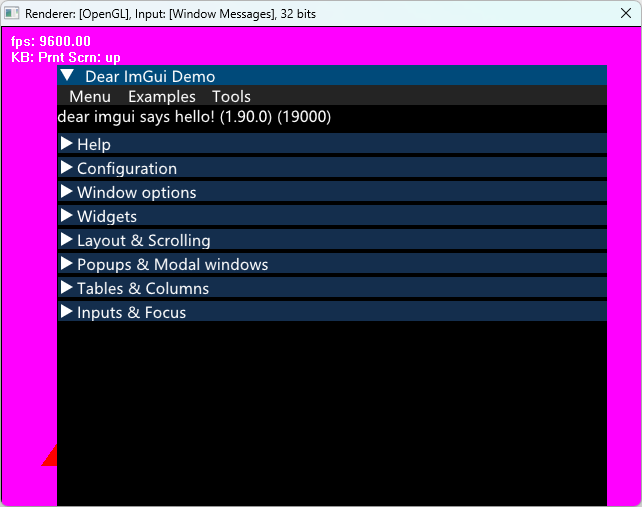 Renderer: [OpenGL], Input: [Window Messages], 32 bits
fps: 9600.00
KB: Prnt Scrn: up
Dear ImGui Demo
Menu Examples Tools
dear imgui says hello! (1.90.0) (19000)
Help
Configuration
Window options
Widgets
Layout & Scrolling
Popups & Modal windows
Tables & Columns
Inputs & Focus